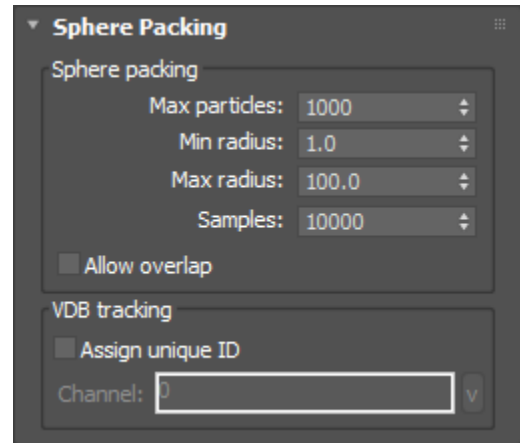 Sphere Packing
Sphere packing
Max particles: 1000
Min radius: 1.0
Max radius: 100.0
Samples: 10000
Allow overlap
VDB tracking
Assign unique ID
Channel: 0 v